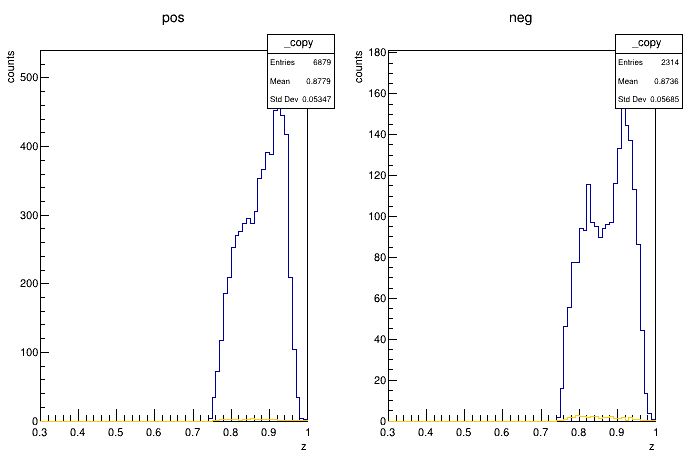 pos
_copy
Entries 6879
Mean 0.8779
Std Dev 0.05347
counts
500
400
300
200
100
0
0.3 0.4 0.5 0.6 0.7 0.8 0.9 1
z
neg
_copy
Entries 2314
Mean 0.8736
Std Dev 0.05685
counts
180
160
140
120
100
80
60
40
20
0
0.3 0.4 0.5 0.6 0.7 0.8 0.9 1
z